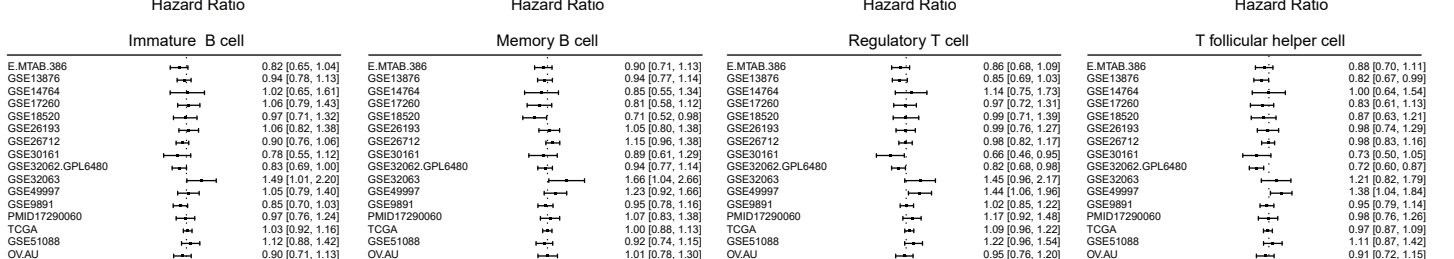 Hazard Ratio
Immature B cell
E.MTAB.386 0.82 [0.65, 1.04]
GSE13876 0.94 [0.78, 1.13]
GSE14764 1.02 [0.65, 1.61]
GSE17260 1.06 [0.79, 1.43]
GSE18520 0.97 [0.71, 1.32]
GSE26193 1.06 [0.82, 1.38]
GSE26712 0.90 [0.76, 1.06]
GSE30161 0.78 [0.55, 1.12]
GSE32062.GPL6480 0.83 [0.69, 1.00]
GSE32063 1.49 [1.01, 2.20]
GSE49997 1.05 [0.79, 1.40]
GSE9891 0.85 [0.70, 1.03]
PMID17290060 0.97 [0.76, 1.24]
TCGA 1.03 [0.92, 1.16]
GSE51088 1.12 [0.88, 1.42]
OV.AU 0.90 [0.71, 1.13]
Hazard Ratio
Memory B cell
E.MTAB.386 0.90 [0.71, 1.13]
GSE13876 0.94 [0.77, 1.14]
GSE14764 0.85 [0.55, 1.34]
GSE17260 0.81 [0.58, 1.12]
GSE18520 0.71 [0.52, 0.98]
GSE26193 1.05 [0.80, 1.38]
GSE26712 1.15 [0.96, 1.38]
GSE30161 0.89 [0.61, 1.29]
GSE32062.GPL6480 0.94 [0.77, 1.14]
GSE32063 1.66 [1.04, 2.66]
GSE49997 1.23 [0.92, 1.66]
GSE9891 0.95 [0.78, 1.16]
PMID17290060 1.07 [0.83, 1.38]
TCGA 1.00 [0.88, 1.13]
GSE51088 0.92 [0.74, 1.15]
OV.AU 1.01 [0.78, 1.30]
Hazard Ratio
Regulatory T cell
E.MTAB.386 0.86 [0.68, 1.09]
GSE13876 0.85 [0.69, 1.03]
GSE14764 1.14 [0.75, 1.73]
GSE17260 0.97 [0.72, 1.31]
GSE18520 0.99 [0.71, 1.39]
GSE26193 0.99 [0.76, 1.27]
GSE26712 0.98 [0.82, 1.17]
GSE30161 0.66 [0.46, 0.95]
GSE32062.GPL6480 0.82 [0.68, 0.98]
GSE32063 1.45 [0.96, 2.17]
GSE49997 1.44 [1.06, 1.96]
GSE9891 1.02 [0.85, 1.22]
PMID17290060 1.17 [0.92, 1.48]
TCGA 1.09 [0.96, 1.22]
GSE51088 1.22 [0.96, 1.54]
OV.AU 0.95 [0.76, 1.20]
Hazard Ratio
T follicular helper cell
E.MTAB.386 0.88 [0.70, 1.11]
GSE13876 0.82 [0.67, 0.99]
GSE14764 1.00 [0.64, 1.54]
GSE17260 0.83 [0.61, 1.13]
GSE18520 0.87 [0.63, 1.21]
GSE26193 0.98 [0.74, 1.29]
GSE26712 0.98 [0.83, 1.16]
GSE30161 0.73 [0.50, 1.05]
GSE32062.GPL6480 0.72 [0.60, 0.87]
GSE32063 1.21 [0.82, 1.79]
GSE49997 1.38 [1.04, 1.84]
GSE9891 0.95 [0.79, 1.14]
PMID17290060 0.98 [0.76, 1.26]
TCGA 0.97 [0.87, 1.09]
GSE51088 1.11 [0.87, 1.42]
OV.AU 0.91 [0.72, 1.15]